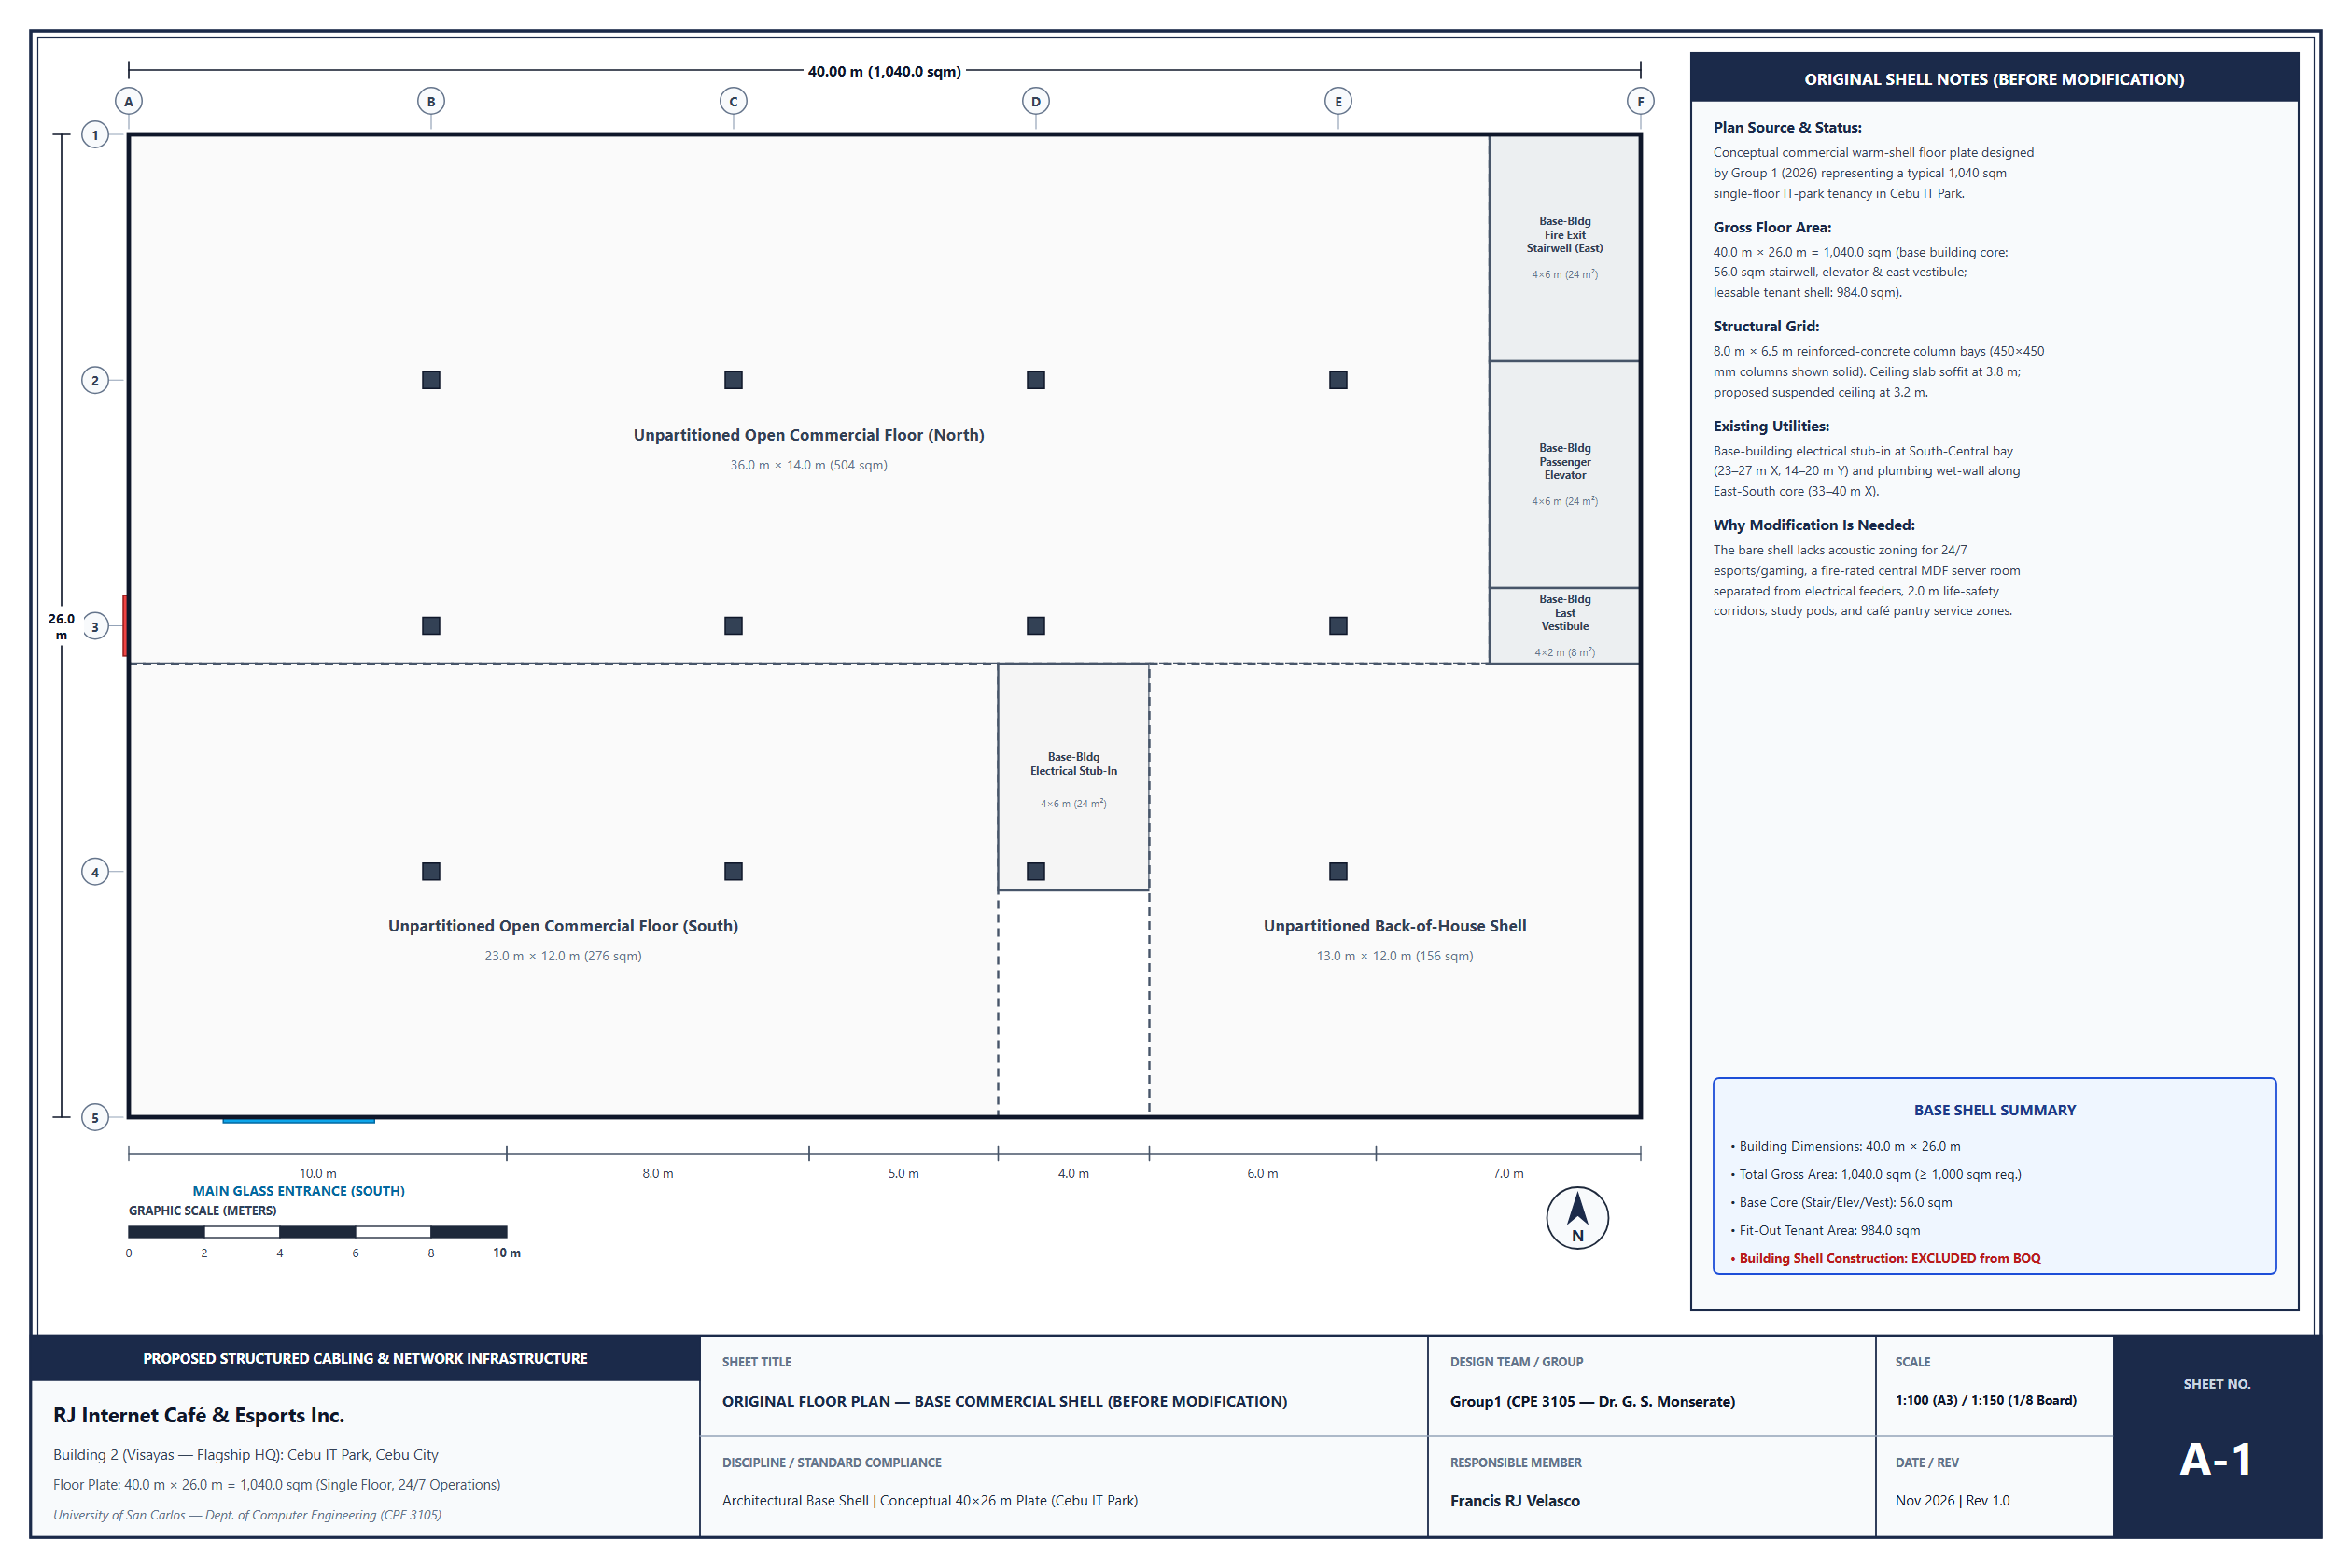 40.00 m (1,040.0 sqm)
A
B
C
D
E
F
1
2
3
4
5
26.0
m
Base-Bldg
Fire Exit
Stairwell (East)
4×6 m (24 m²)
Unpartitioned Open Commercial Floor (North)
36.0 m × 14.0 m (504 sqm)
Base-Bldg
Passenger
Elevator
4×6 m (24 m²)
Base-Bldg
East
Vestibule
4×2 m (8 m²)
Base-Bldg
Electrical Stub-In
4×6 m (24 m²)
Unpartitioned Open Commercial Floor (South)
23.0 m × 12.0 m (276 sqm)
Unpartitioned Back-of-House Shell
13.0 m × 12.0 m (156 sqm)
10.0 m
8.0 m
5.0 m
4.0 m
6.0 m
7.0 m
MAIN GLASS ENTRANCE (SOUTH)
GRAPHIC SCALE (METERS)
0
2
4
6
8
10 m
N
ORIGINAL SHELL NOTES (BEFORE MODIFICATION)
Plan Source & Status:
Conceptual commercial warm-shell floor plate designed
by Group 1 (2026) representing a typical 1,040 sqm
single-floor IT-park tenancy in Cebu IT Park.
Gross Floor Area:
40.0 m × 26.0 m = 1,040.0 sqm (base building core:
56.0 sqm stairwell, elevator & east vestibule;
leasable tenant shell: 984.0 sqm).
Structural Grid:
8.0 m × 6.5 m reinforced-concrete column bays (450×450
mm columns shown solid). Ceiling slab soffit at 3.8 m;
proposed suspended ceiling at 3.2 m.
Existing Utilities:
Base-building electrical stub-in at South-Central bay
(23–27 m X, 14–20 m Y) and plumbing wet-wall along
East-South core (33–40 m X).
Why Modification Is Needed:
The bare shell lacks acoustic zoning for 24/7
esports/gaming, a fire-rated central MDF server room
separated from electrical feeders, 2.0 m life-safety
corridors, study pods, and café pantry service zones.
BASE SHELL SUMMARY
• Building Dimensions: 40.0 m × 26.0 m
• Total Gross Area: 1,040.0 sqm (≥ 1,000 sqm req.)
• Base Core (Stair/Elev/Vest): 56.0 sqm
• Fit-Out Tenant Area: 984.0 sqm
• Building Shell Construction: EXCLUDED from BOQ
PROPOSED STRUCTURED CABLING & NETWORK INFRASTRUCTURE
RJ Internet Café & Esports Inc.
Building 2 (Visayas — Flagship HQ): Cebu IT Park, Cebu City
Floor Plate: 40.0 m × 26.0 m = 1,040.0 sqm (Single Floor, 24/7 Operations)
University of San Carlos — Dept. of Computer Engineering (CPE 3105)
SHEET TITLE
ORIGINAL FLOOR PLAN — BASE COMMERCIAL SHELL (BEFORE MODIFICATION)
DISCIPLINE / STANDARD COMPLIANCE
Architectural Base Shell | Conceptual 40×26 m Plate (Cebu IT Park)
DESIGN TEAM / GROUP
Group1 (CPE 3105 — Dr. G. S. Monserate)
RESPONSIBLE MEMBER
Francis RJ Velasco
SCALE
1:100 (A3) / 1:150 (1/8 Board)
DATE / REV
Nov 2026 | Rev 1.0
SHEET NO.
A-1